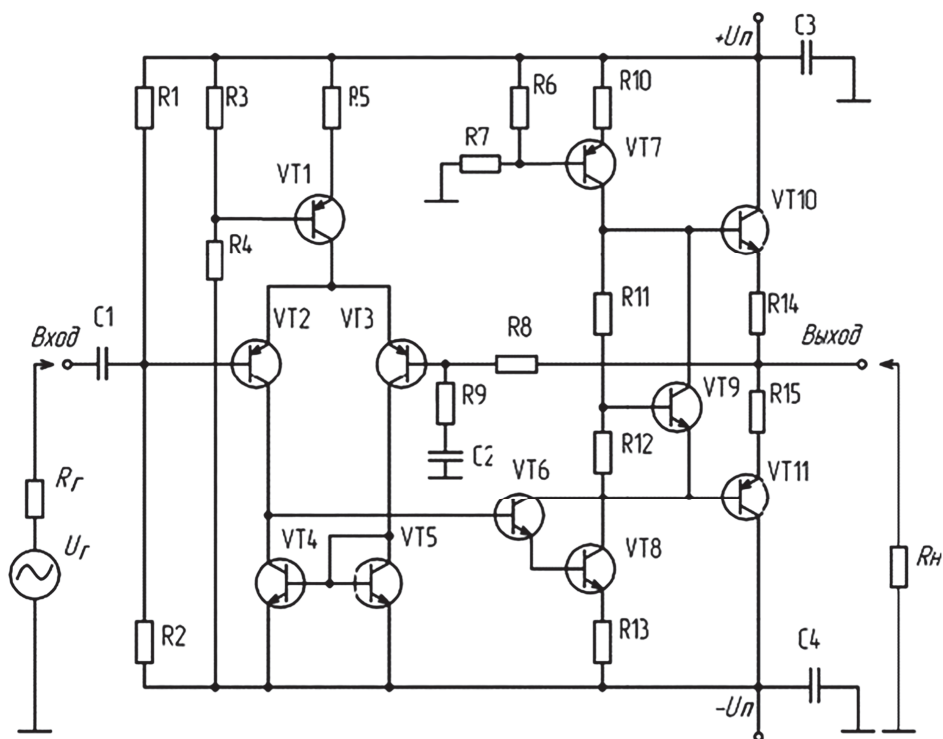 +Uп
C3
R1
R3
R5
R6
R10
R7
VT7
VT1
VT10
R4
R11
R14
C1
VT2
VT3
R8
Вход
Выход
R9
VT9
R15
C2
R12
VT6
VT11
Rг
Uг
VT4
VT5
VT8
Rн
R2
R13
C4
-Uп